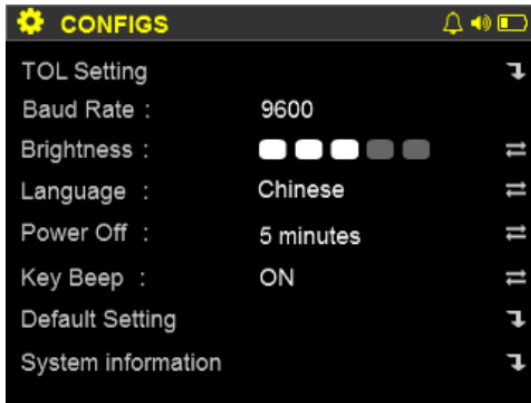 CONFIGS
TOL Setting
Baud Rate : 9600
Brightness :
Language : Chinese
Power Off : 5 minutes
Key Beep : ON
Default Setting
System information